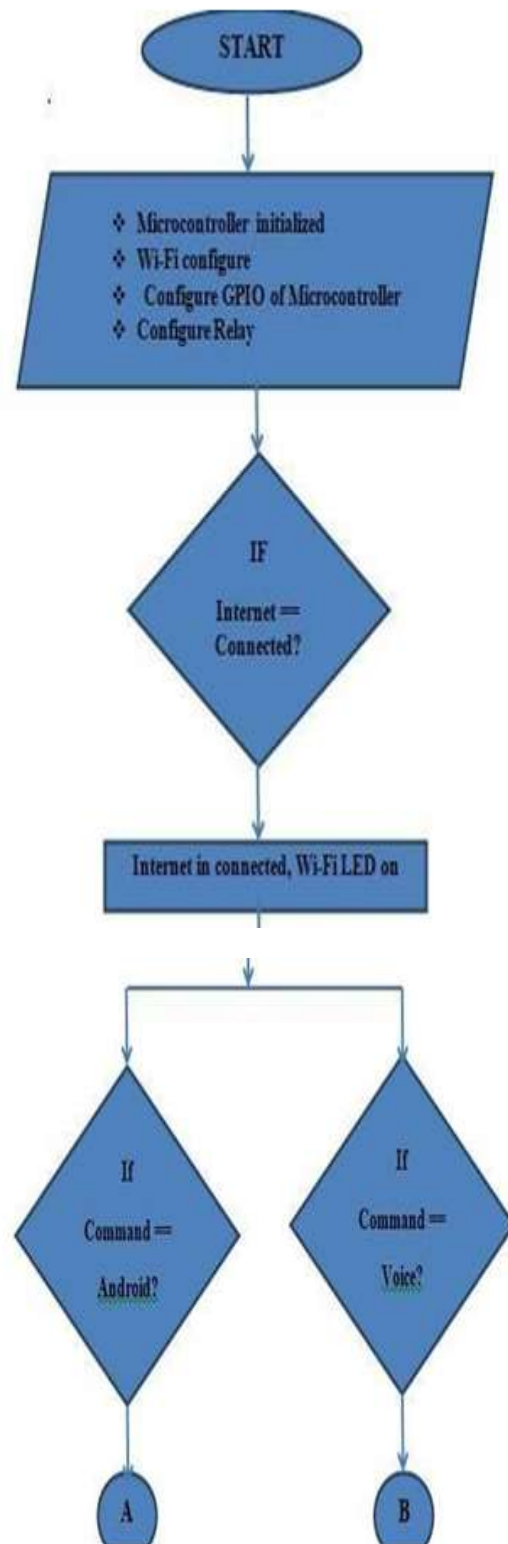 START
❖ Microcontroller initialized
❖ Wi-Fi configure
❖ Configure GPIO of Microcontroller
❖ Configure Relay
IF
Internet ==
Connected?
Internet in connected, Wi-Fi LED on
If
Command ==
Android?
If
Command ==
Voice?
A
B